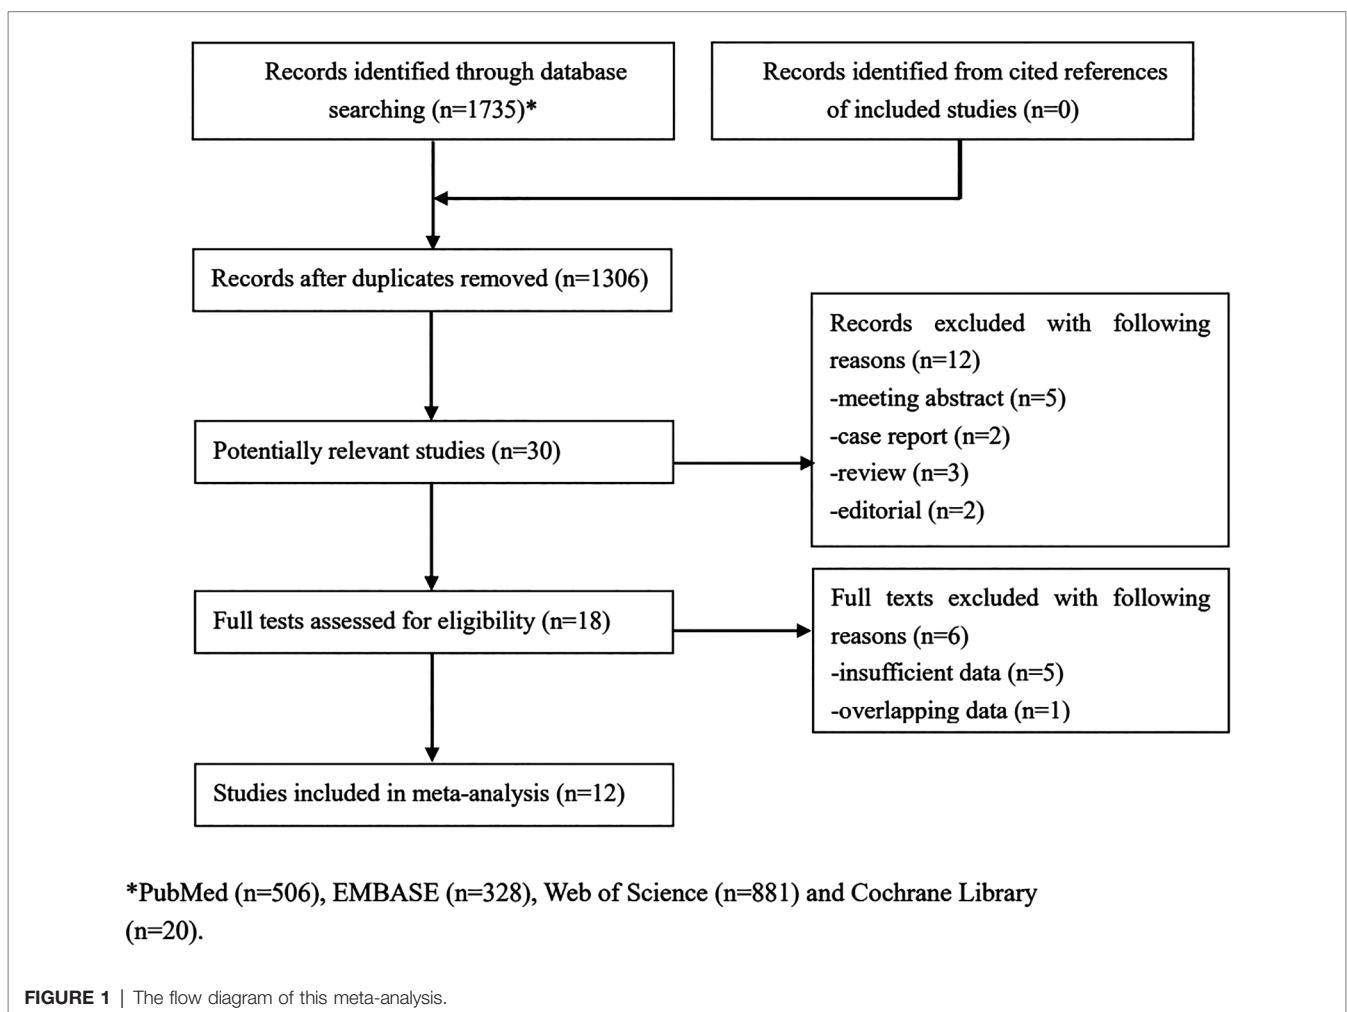 Records identified through database
searching (n=1735)*
Records identified from cited references
of included studies (n=0)
Records after duplicates removed (n=1306)
Records excluded with following
reasons (n=12)
-meeting abstract (n=5)
-case report (n=2)
-review (n=3)
-editorial (n=2)
Potentially relevant studies (n=30)
Full tests assessed for eligibility (n=18)
Full texts excluded with following
reasons (n=6)
-insufficient data (n=5)
-overlapping data (n=1)
Studies included in meta-analysis (n=12)
*PubMed (n=506), EMBASE (n=328), Web of Science (n=881) and Cochrane Library
(n=20).
FIGURE 1 | The flow diagram of this meta-analysis.